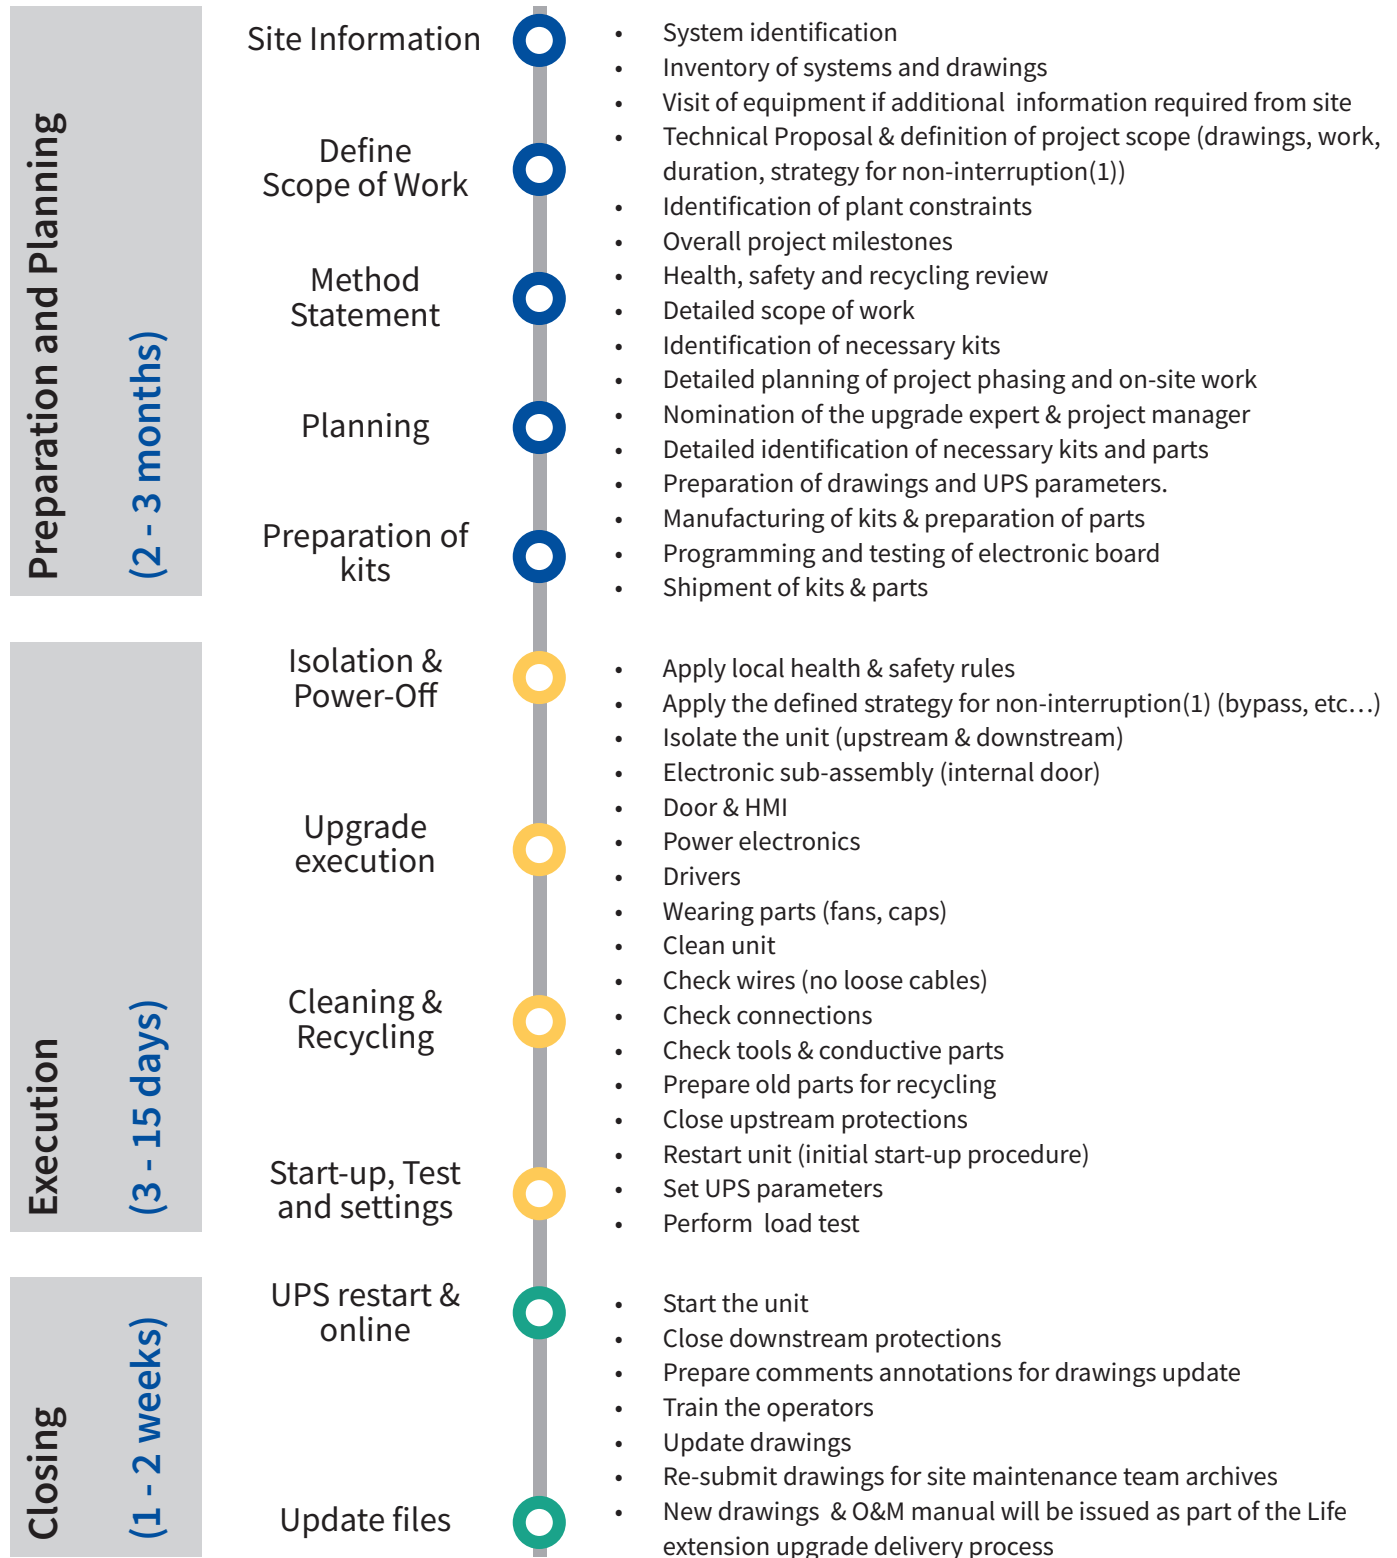 Preparation and Planning
(2 - 3 months)
Site Information
Define
Scope of Work
Method
Statement
Planning
Preparation of
kits
• System identification
• Inventory of systems and drawings
• Visit of equipment if additional information required from site
• Technical Proposal & definition of project scope (drawings, work,
duration, strategy for non-interruption(1))
• Identification of plant constraints
• Overall project milestones
• Health, safety and recycling review
• Detailed scope of work
• Identification of necessary kits
• Detailed planning of project phasing and on-site work
• Nomination of the upgrade expert & project manager
• Detailed identification of necessary kits and parts
• Preparation of drawings and UPS parameters.
• Manufacturing of kits & preparation of parts
• Programming and testing of electronic board
• Shipment of kits & parts
Execution
(3 - 15 days)
Isolation &
Power-Off
Upgrade
execution
Cleaning &
Recycling
Start-up, Test
and settings
• Apply local health & safety rules
• Apply the defined strategy for non-interruption(1) (bypass, etc…)
• Isolate the unit (upstream & downstream)
• Electronic sub-assembly (internal door)
• Door & HMI
• Power electronics
• Drivers
• Wearing parts (fans, caps)
• Clean unit
• Check wires (no loose cables)
• Check connections
• Check tools & conductive parts
• Prepare old parts for recycling
• Close upstream protections
• Restart unit (initial start-up procedure)
• Set UPS parameters
• Perform load test
Closing
(1 - 2 weeks)
UPS restart &
online
Update files
• Start the unit
• Close downstream protections
• Prepare comments annotations for drawings update
• Train the operators
• Update drawings
• Re-submit drawings for site maintenance team archives
• New drawings & O&M manual will be issued as part of the Life
extension upgrade delivery process